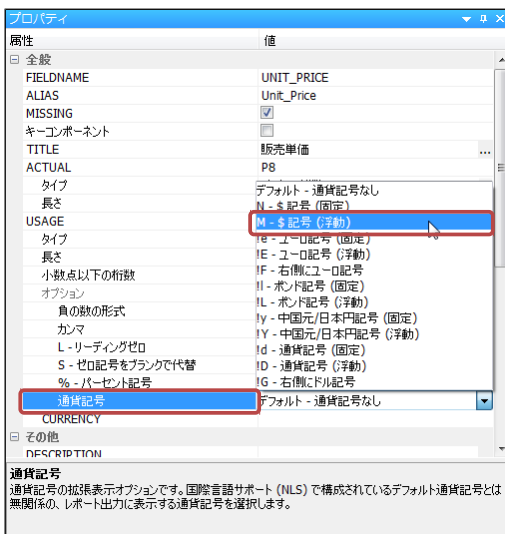 プロパティ
属性 値
全般
FIELDNAME UNIT_PRICE
ALIAS Unit_Price
MISSING
キーコンポーネント
TITLE 販売単価 ...
ACTUAL P8
タイプ
長さ
USAGE
タイプ
長さ
小数点以下の桁数
オプション
負の数の形式
カンマ
L - リーディングゼロ
S - ゼロ記号をブランクで代替
% - パーセント記号
通貨記号 デフォルト - 通貨記号なし
CURRENCY
その他
DESCRIPTION
デフォルト - 通貨記号なし
N - $ 記号 (固定)
M - $ 記号 (浮動)
!e - ユーロ記号 (固定)
!E - ユーロ記号 (浮動)
!F - 右側にユーロ記号
!l - ポンド記号 (固定)
!L - ポンド記号 (浮動)
!y - 中国元/日本円記号 (固定)
!Y - 中国元/日本円記号 (浮動)
!d - 通貨記号 (固定)
!D - 通貨記号 (浮動)
!G - 右側にドル記号
通貨記号
通貨記号の拡張表示オプションです。国際言語サポート (NLS) で構成されているデフォルト通貨記号とは
無関係の、レポート出力に表示する通貨記号を選択します。